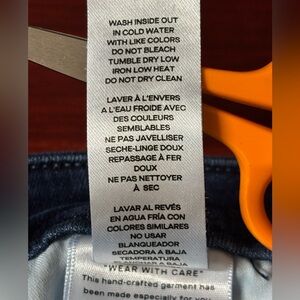 WASH INSIDE OUT
IN COLD WATER
WITH LIKE COLORS
DO NOT BLEACH
TUMBLE DRY LOW
IRON LOW HEAT
DO NOT DRY CLEAN
LAVER À L'ENVERS
A L'EAU FROIDE AVEC
DES COULEURS
SEMBLABLES
NE PAS JAVELLISER
SECHE-LINGE DOUX
REPASSAGE À FER
DOUX
NE PAS NETTOYER
À SEC
LAVAR AL REVÉS
EN AGUA FRÍA CON
COLORES SIMILARES
NO USAR
BLANQUEADOR
SECADORA A BAJA
TEMPERATURA
PLANCHAR A BAJA
"WEAR WITH CARE"
This hand-crafted garment has
been made especially for you